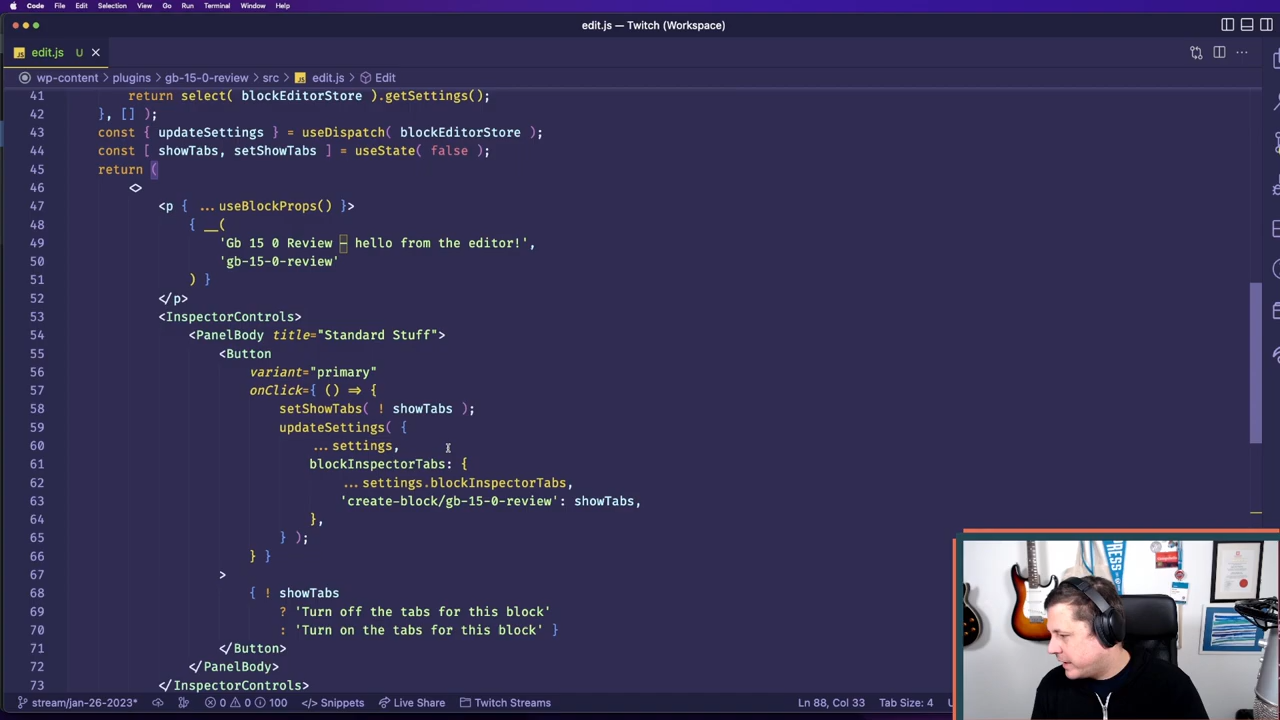 Code File Edit Selection View Go Run Terminal Window Help
edit.js — Twitch (Workspace)
JS edit.js U ×
wp-content > plugins > gb-15-0-review > src > JS edit.js > Edit
41 return select( blockEditorStore ).getSettings();
42 }, [] );
43 const { updateSettings } = useDispatch( blockEditorStore );
44 const [ showTabs, setShowTabs ] = useState( false );
45 return (
46 <>
47 <p { ...useBlockProps() }>
48 { __(
49 'Gb 15 0 Review – hello from the editor!',
50 'gb-15-0-review'
51 ) }
52 </p>
53 <InspectorControls>
54 <PanelBody title="Standard Stuff">
55 <Button
56 variant="primary"
57 onClick={ () => {
58 setShowTabs( ! showTabs );
59 updateSettings( {
60 ...settings,
61 blockInspectorTabs: {
62 ...settings.blockInspectorTabs,
63 'create-block/gb-15-0-review': showTabs,
64 },
65 } );
66 } }
67 >
68 { ! showTabs
69 ? 'Turn off the tabs for this block'
70 : 'Turn on the tabs for this block' }
71 </Button>
72 </PanelBody>
73 </InspectorControls>
stream/jan-26-2023* 0 0 100 </> Snippets Live Share Twitch Streams Ln 88, Col 33 Tab Size: 4